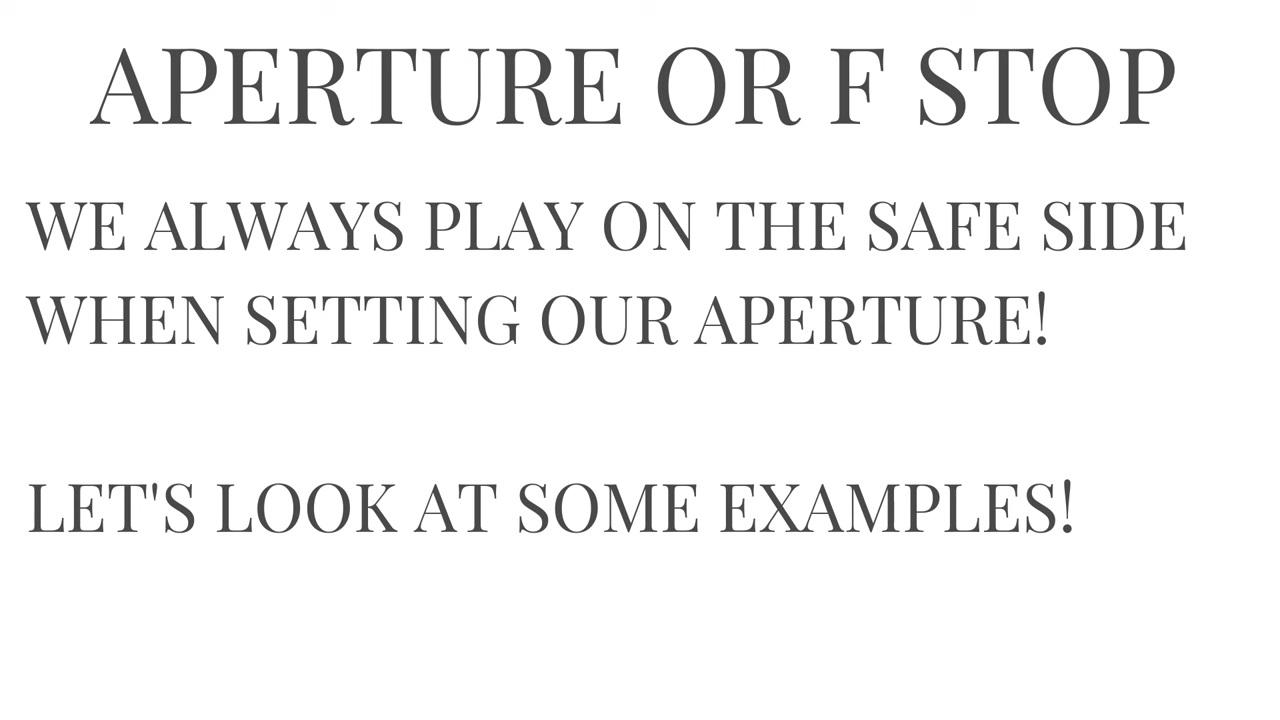 APERTURE OR F STOP
WE ALWAYS PLAY ON THE SAFE SIDE
WHEN SETTING OUR APERTURE!
LET'S LOOK AT SOME EXAMPLES!